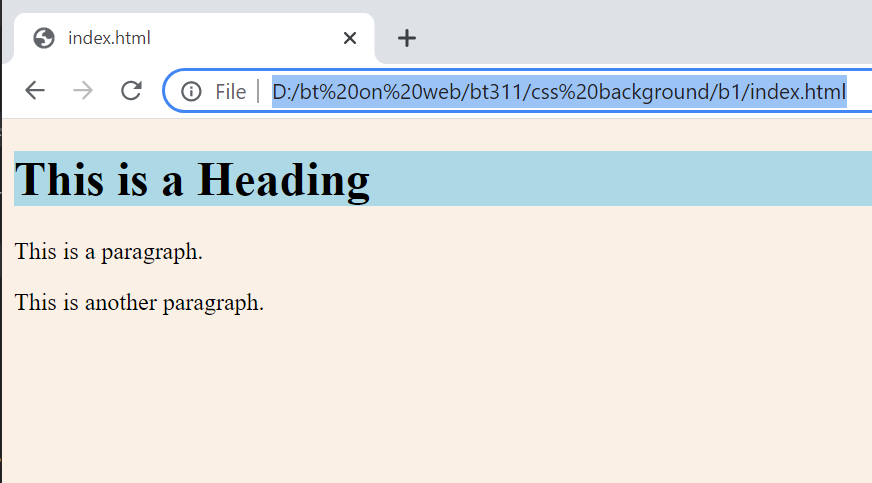 index.html
File D:/bt%20on%20web/bt311/css%20background/b1/index.html
This is a Heading
This is a paragraph.
This is another paragraph.